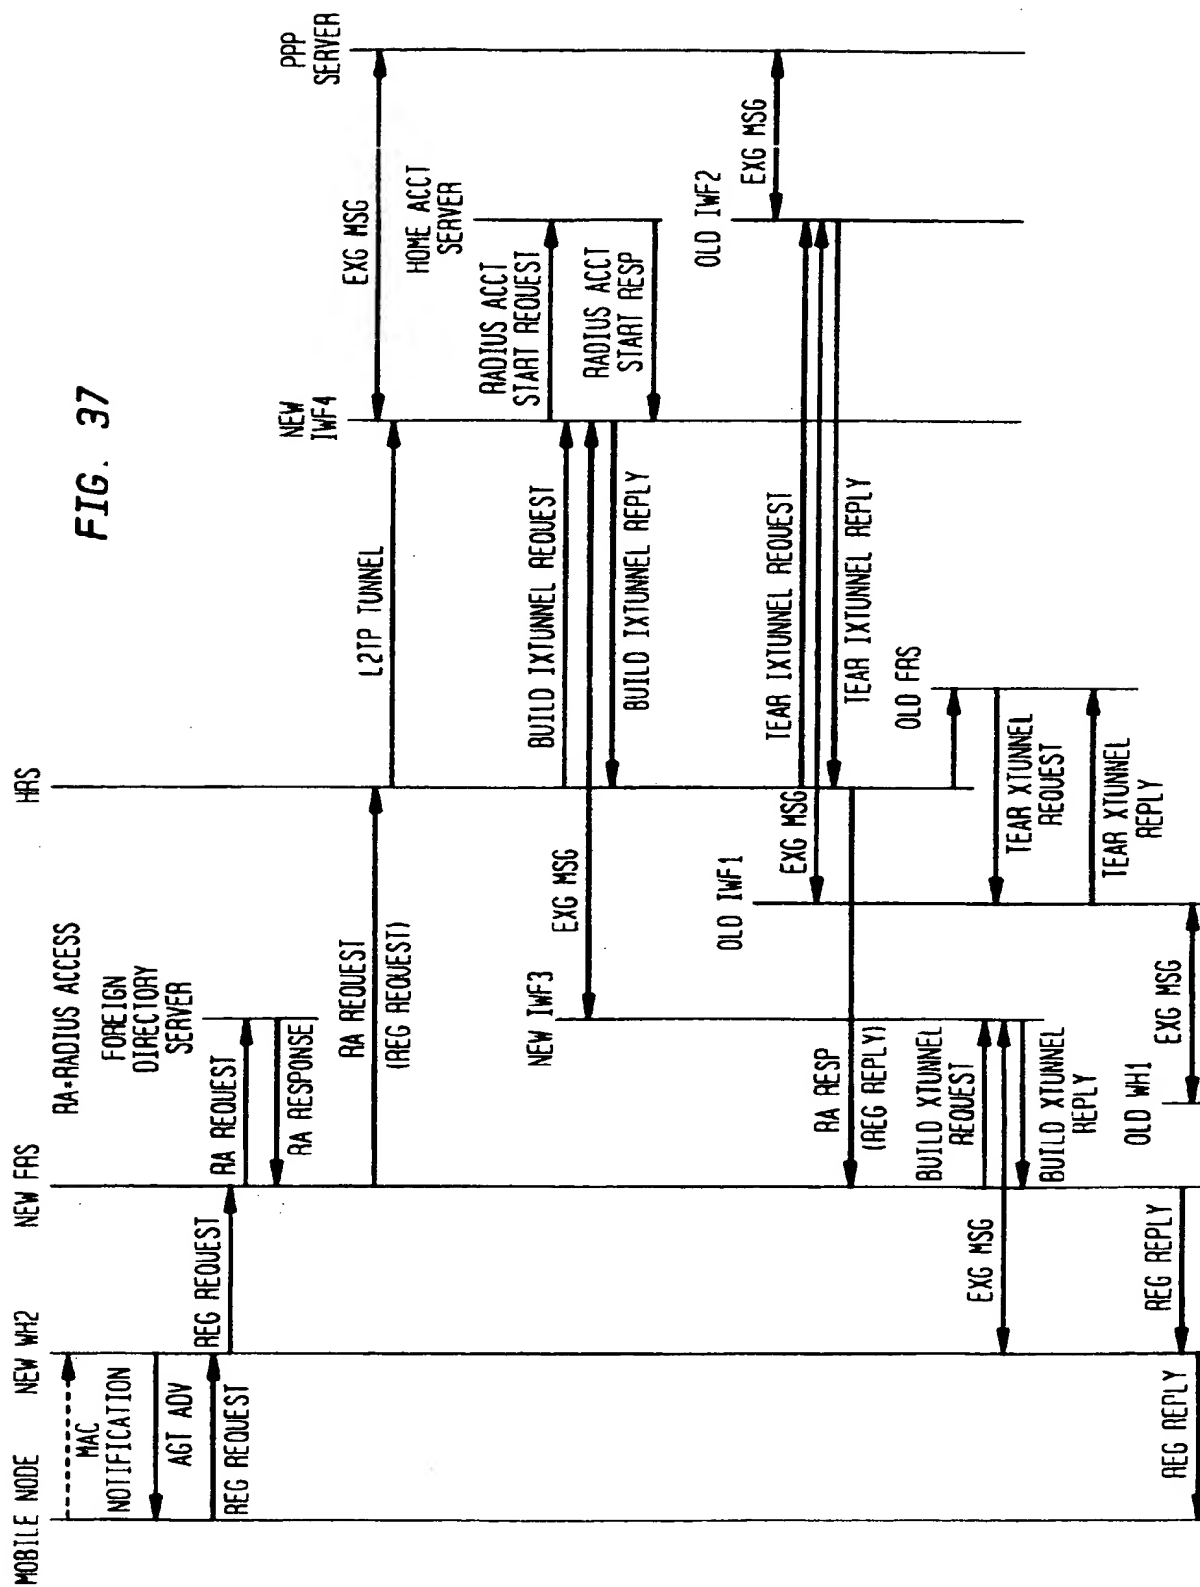 FIG. 37
MOBILE NODE
NEW WH2
NEW FRS
HRS
RA=RADIUS ACCESS
MAC
NOTIFICATION
AGT ADV
REG REQUEST
REG REQUEST
FOREIGN
DIRECTORY
SERVER
RA REQUEST
RA RESPONSE
RA REQUEST
(REG REQUEST)
L2TP TUNNEL
NEW
IWF4
PPP
SERVER
EXG MSG
HOME ACCT
SERVER
RADIUS ACCT
START REQUEST
BUILD IXTUNNEL REQUEST
NEW IWF3
EXG MSG
BUILD IXTUNNEL REPLY
RADIUS ACCT
START RESP
OLD IWF2
EXG MSG
OLD IWF1
TEAR IXTUNNEL REQUEST
EXG MSG
TEAR IXTUNNEL REPLY
RA RESP
(REG REPLY)
OLD FRS
BUILD XTUNNEL
REQUEST
EXG MSG
BUILD XTUNNEL
REPLY
TEAR XTUNNEL
REQUEST
TEAR XTUNNEL
REPLY
OLD WH1
EXG MSG
REG REPLY
REG REPLY